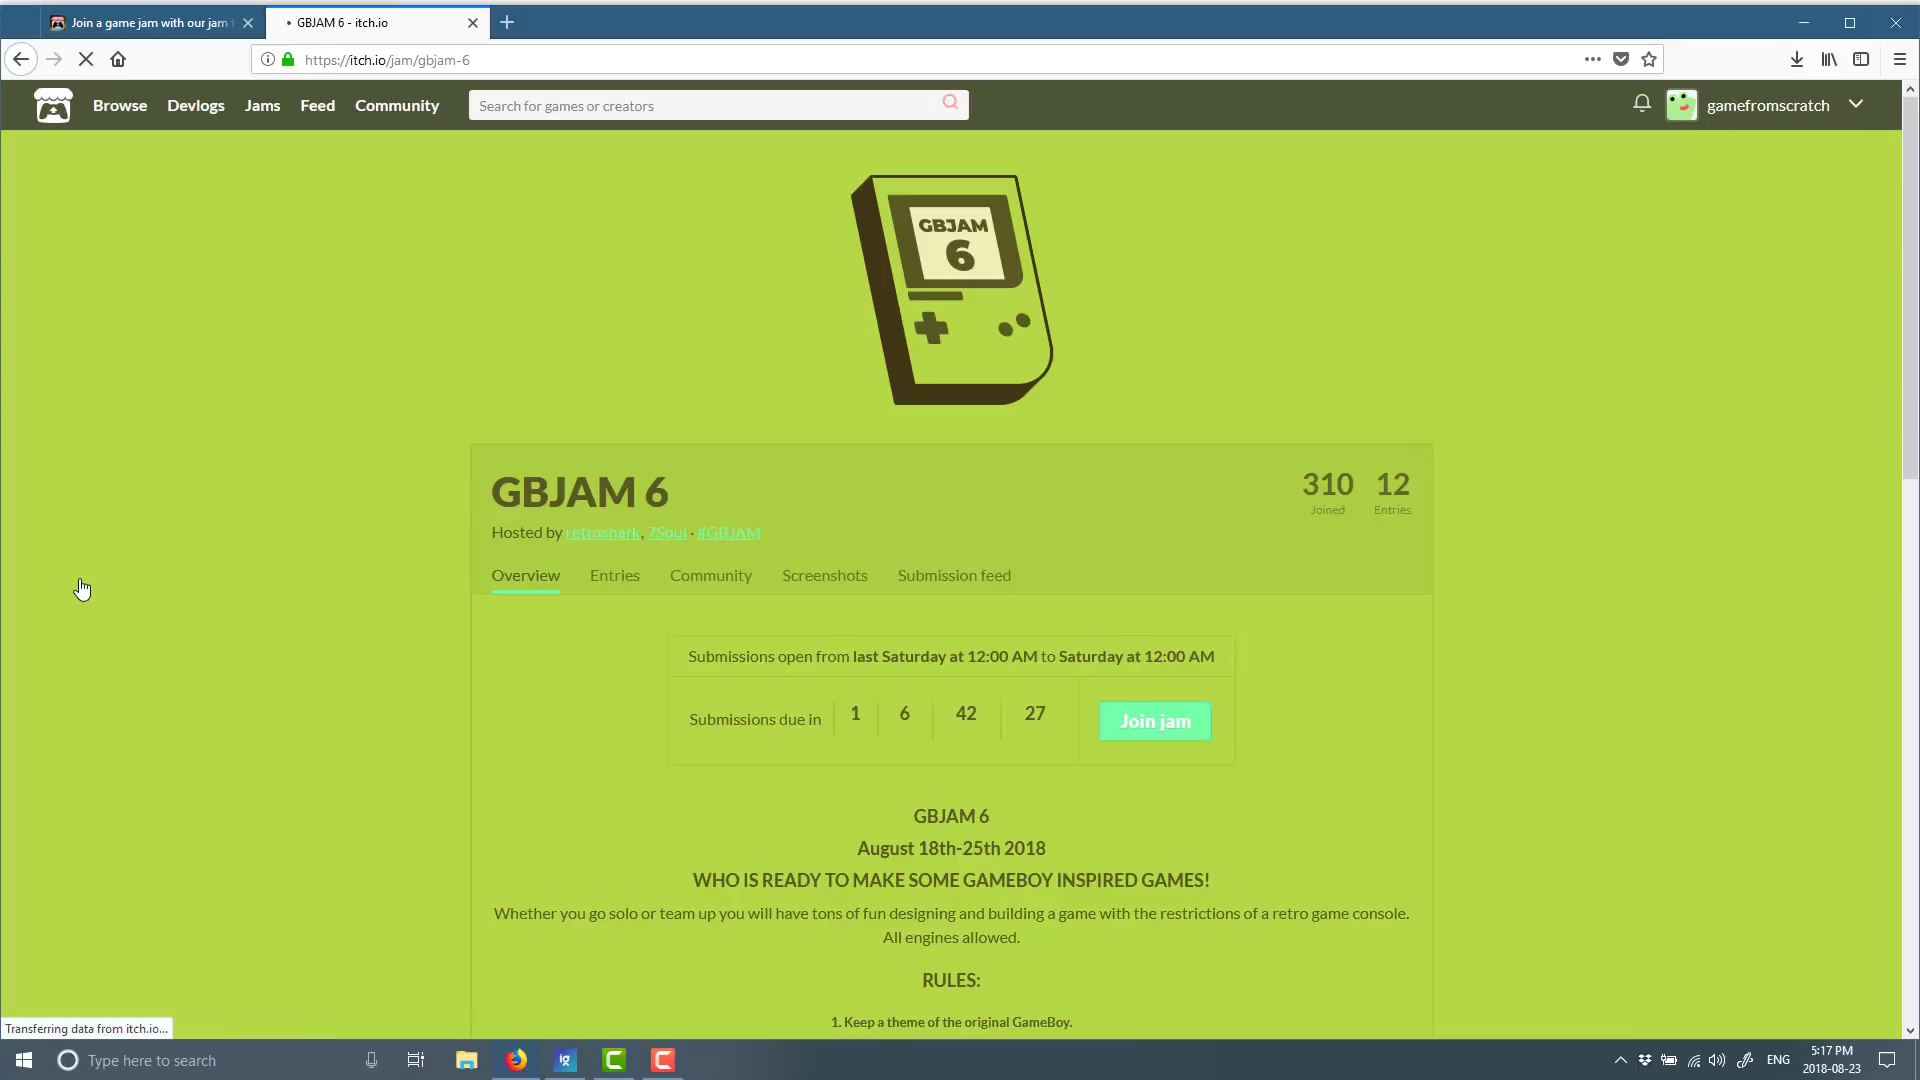 Join a game jam with our jam
GBJAM 6 - itch.io
https://itch.io/jam/gbjam-6
Browse Devlogs Jams Feed Community
Search for games or creators
gamefromscratch
GBJAM
6
GBJAM 6
310 12
Joined Entries
Hosted by retroshark, 7Soul · #GBJAM
Overview Entries Community Screenshots Submission feed
Submissions open from last Saturday at 12:00 AM to Saturday at 12:00 AM
Submissions due in 1 6 42 27 Join jam
GBJAM 6
August 18th-25th 2018
WHO IS READY TO MAKE SOME GAMEBOY INSPIRED GAMES!
Whether you go solo or team up you will have tons of fun designing and building a game with the restrictions of a retro game console.
All engines allowed.
RULES:
1. Keep a theme of the original GameBoy.
Transferring data from itch.io...
Type here to search
ig
C
C
ENG
5:17 PM
2018-08-23